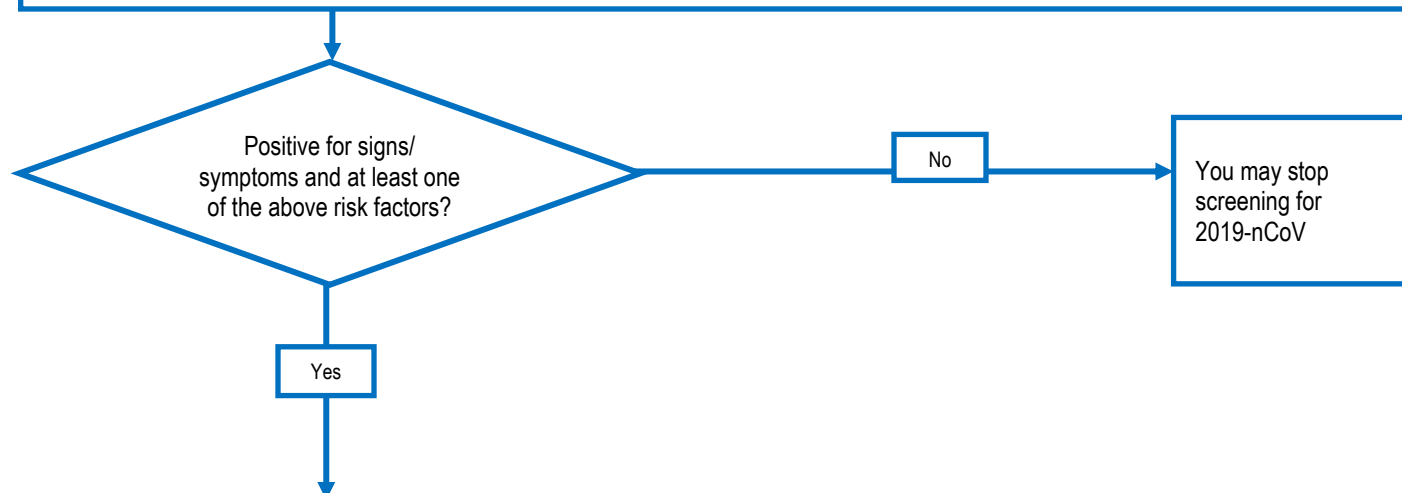 Positive for signs/
symptoms and at least one
of the above risk factors?
No
You may stop
screening for
2019-nCoV
Yes